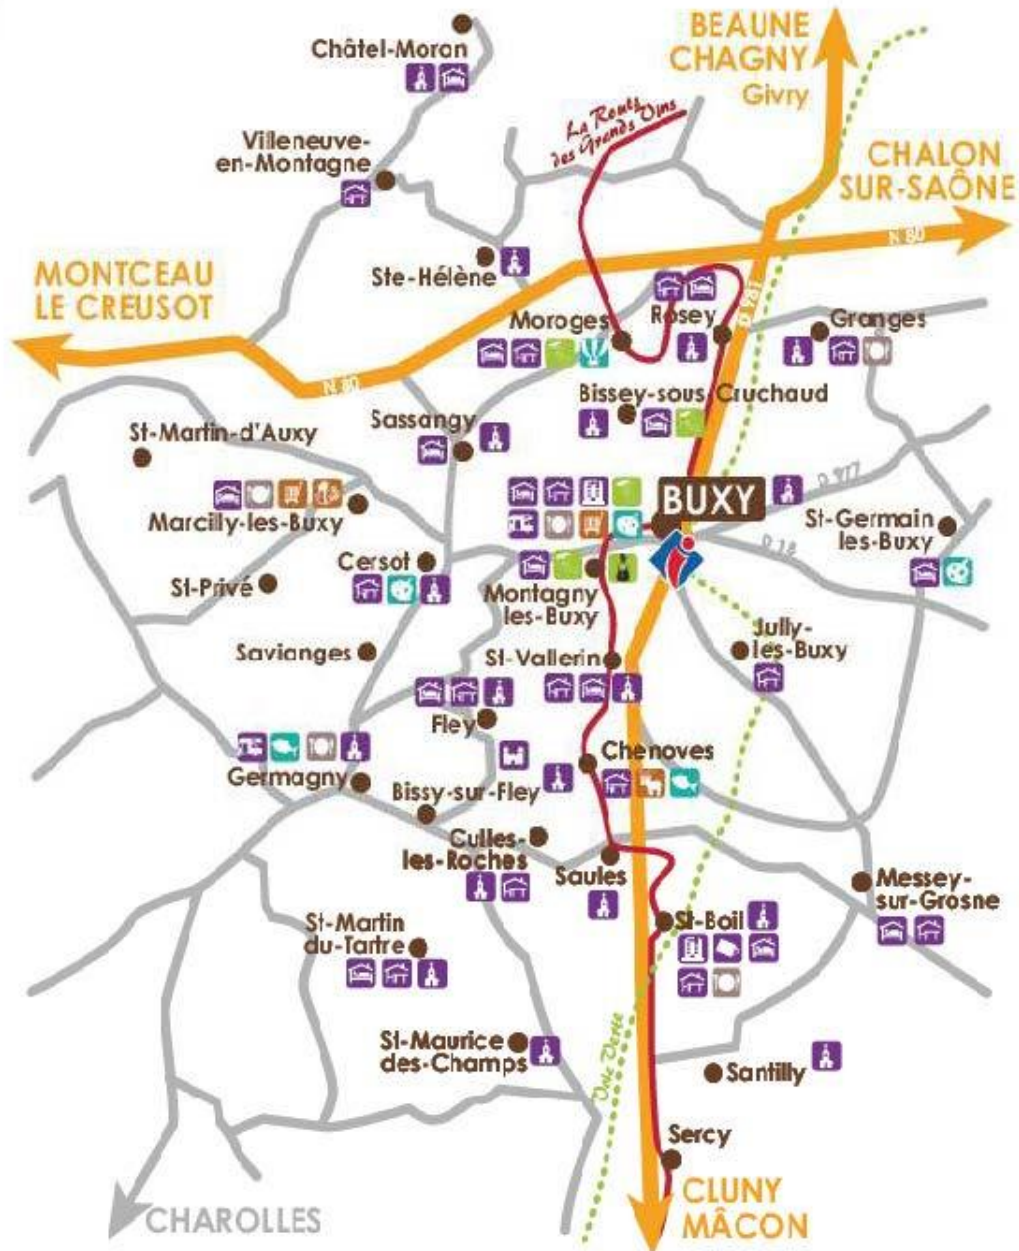 BEAUNE
CHAGNY
Givry
Châtel-Moron
La Route
des Grands Vins
Villeneuve-
en-Montagne
CHALON
SUR-SAÔNE
N 80
Ste-Hélène
MONTCEAU
LE CREUSOT
D 981
Moroges
Rosey
Granges
N 80
Bissey-sous-Cruchaud
Sassangy
St-Martin-d'Auxy
D 977
BUXY
Marcilly-les-Buxy
St-Germain
les-Buxy
D 18
Cersot
St-Privé
Montagny
les-Buxy
Jully-
les-Buxy
Savianges
St-Vallerin
Fley
Chenoves
Germagny
Bissy-sur-Fley
Culles-
les-Roches
Saules
Messey-
sur-Grosne
St-Boil
St-Martin
du-Tartre
St-Maurice
des-Champs
Voie Verte
Santilly
Sercy
CLUNY
MÂCON
CHAROLLES